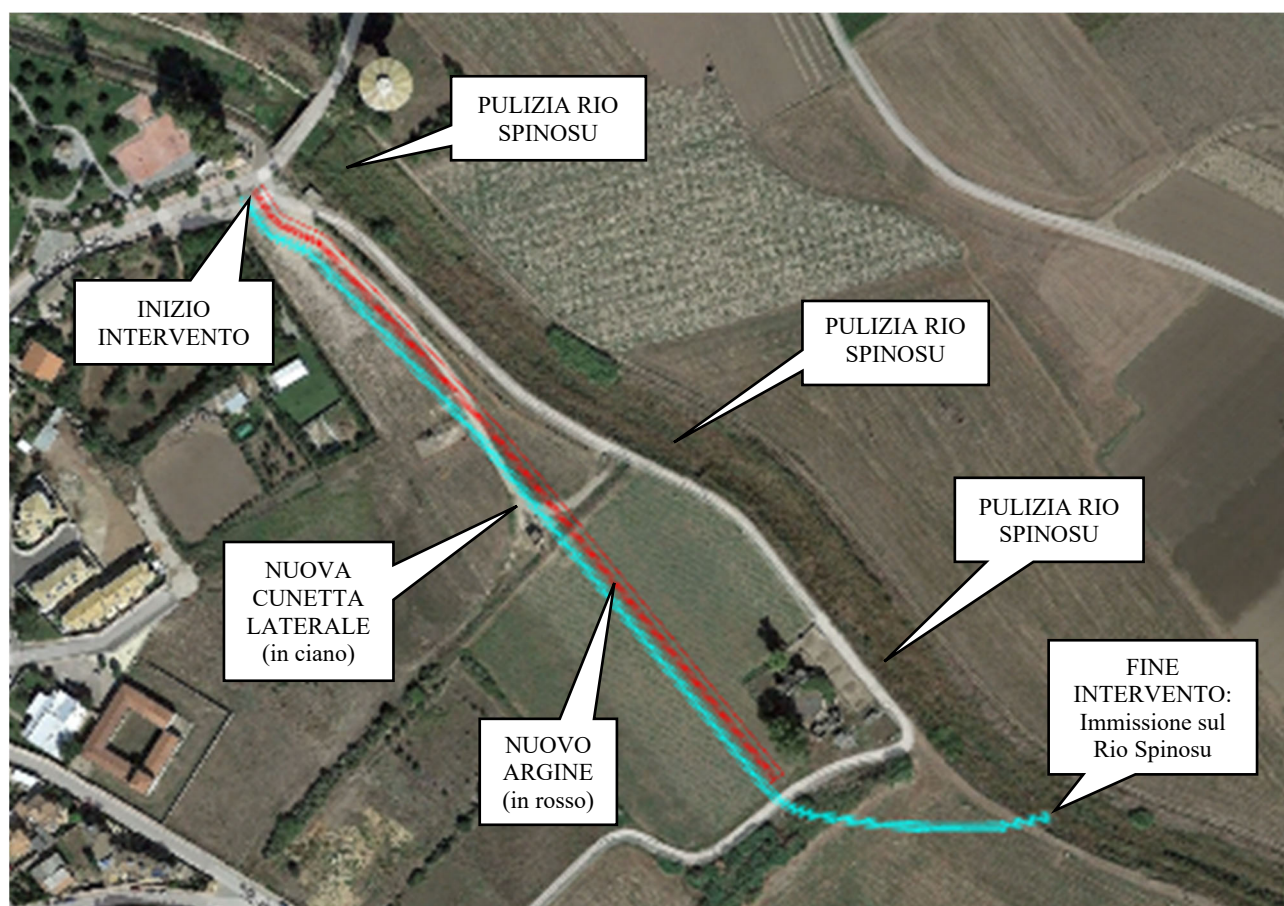 PULIZIA RIO
SPINOSU
INIZIO
INTERVENTO
PULIZIA RIO
SPINOSU
PULIZIA RIO
SPINOSU
NUOVA
CUNETTA
LATERALE
(in ciano)
FINE
INTERVENTO:
Immissione sul
Rio Spinosu
NUOVO
ARGINE
(in rosso)